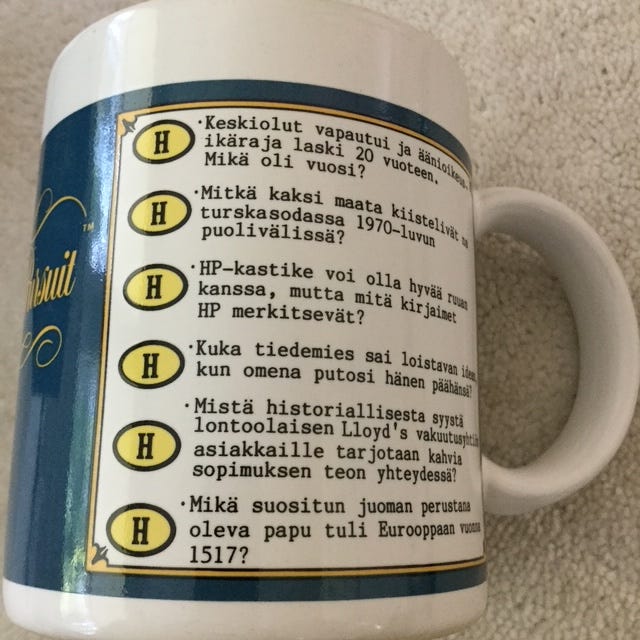 H
·Keskiolut vapautui ja äänioikeus-
ikäraja laski 20 vuoteen.
Mikä oli vuosi?
H
·Mitkä kaksi maata kiistelivät
turskasodassa 1970-luvun
puolivälissä?
H
·HP-kastike voi olla hyvää ruuan
kanssa, mutta mitä kirjaimet
HP merkitsevät?
H
·Kuka tiedemies sai loistavan idean,
kun omena putosi hänen päähänsä?
H
·Mistä historiallisesta syystä
lontoolaisen Lloyd's vakuutusyhtiön
asiakkaille tarjotaan kahvia
sopimuksen teon yhteydessä?
H
·Mikä suositun juoman perustana
oleva papu tuli Eurooppaan vuonna
1517?
TM